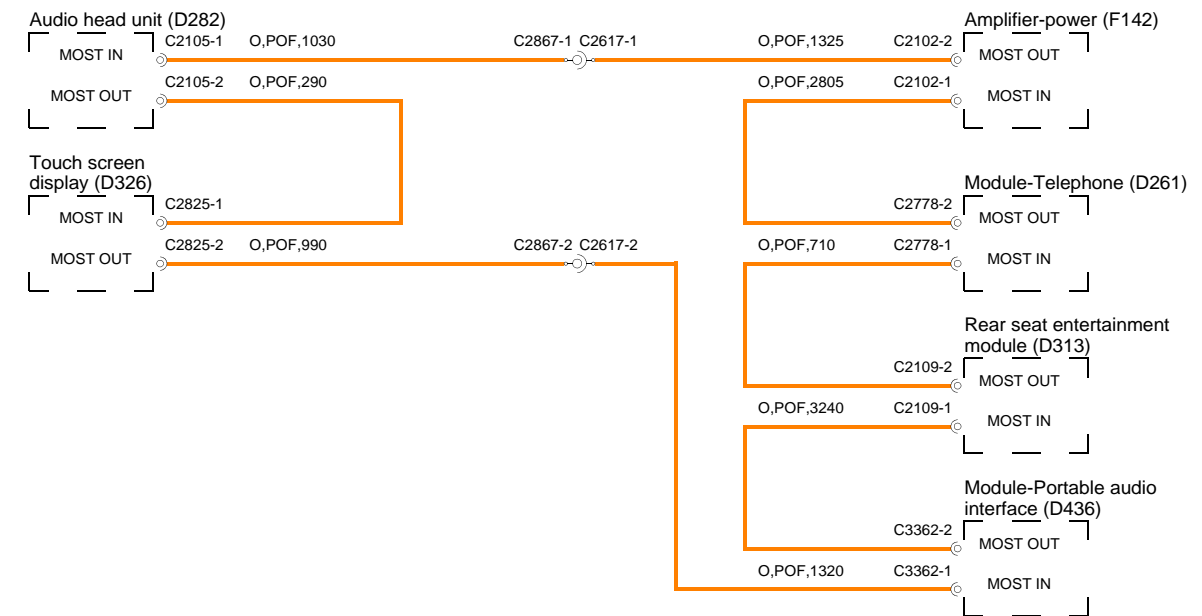 Audio head unit (D282)
MOST IN
C2105-1
O,POF,1030
C2867-1
C2617-1
O,POF,1325
C2102-2
Amplifier-power (F142)
MOST OUT
MOST OUT
C2105-2
O,POF,290
O,POF,2805
C2102-1
MOST IN
Touch screen
display (D326)
MOST IN
C2825-1
C2778-2
Module-Telephone (D261)
MOST OUT
MOST OUT
C2825-2
O,POF,990
C2867-2
C2617-2
O,POF,710
C2778-1
MOST IN
Rear seat entertainment
module (D313)
C2109-2
MOST OUT
O,POF,3240
C2109-1
MOST IN
Module-Portable audio
interface (D436)
C3362-2
MOST OUT
O,POF,1320
C3362-1
MOST IN